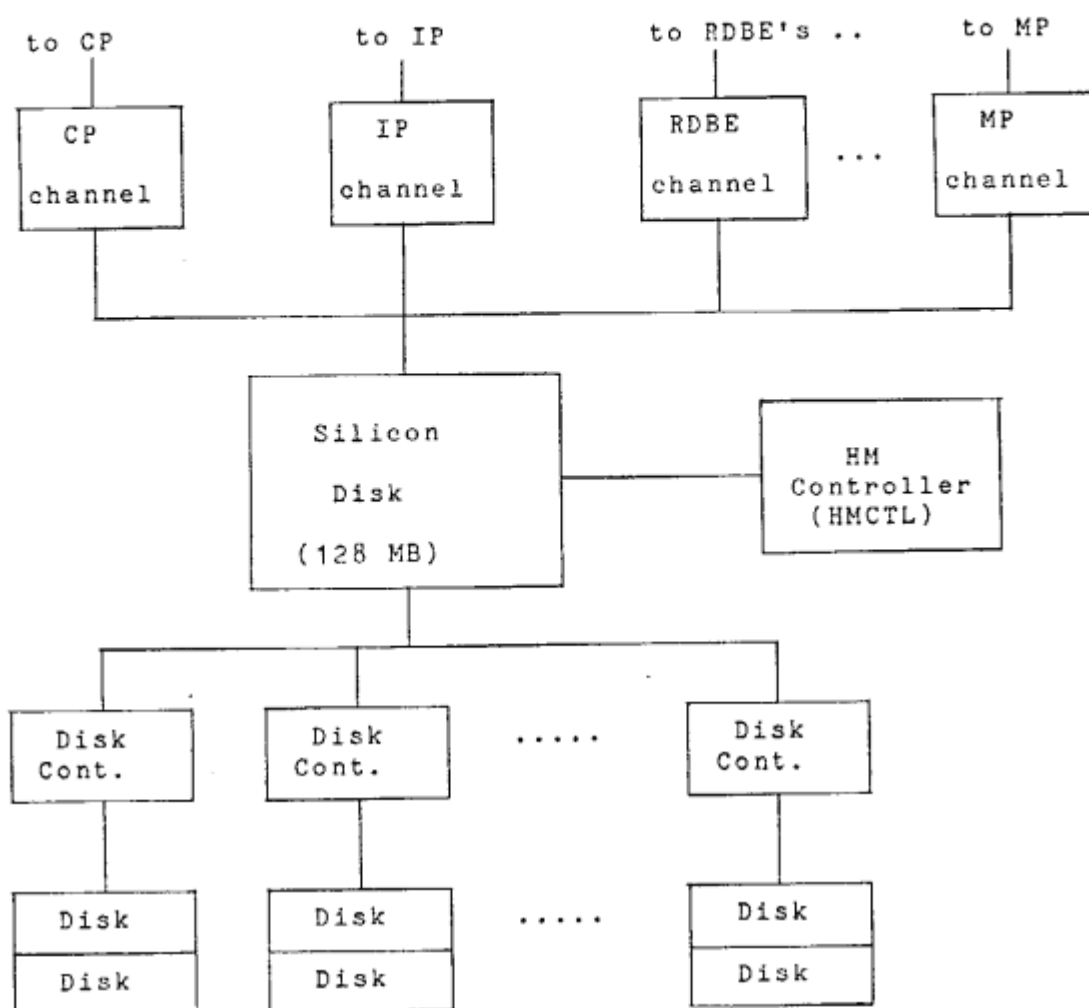 to CP
to IP
to RDBE's ..
to MP
CP
channel
IP
channel
RDBE
channel
...
MP
channel
Silicon
Disk
(128 MB)
HM
Controller
(HMCTL)
Disk
Cont.
Disk
Cont.
.....
Disk
Cont.
Disk
Disk
.....
Disk
Disk
Disk
Disk